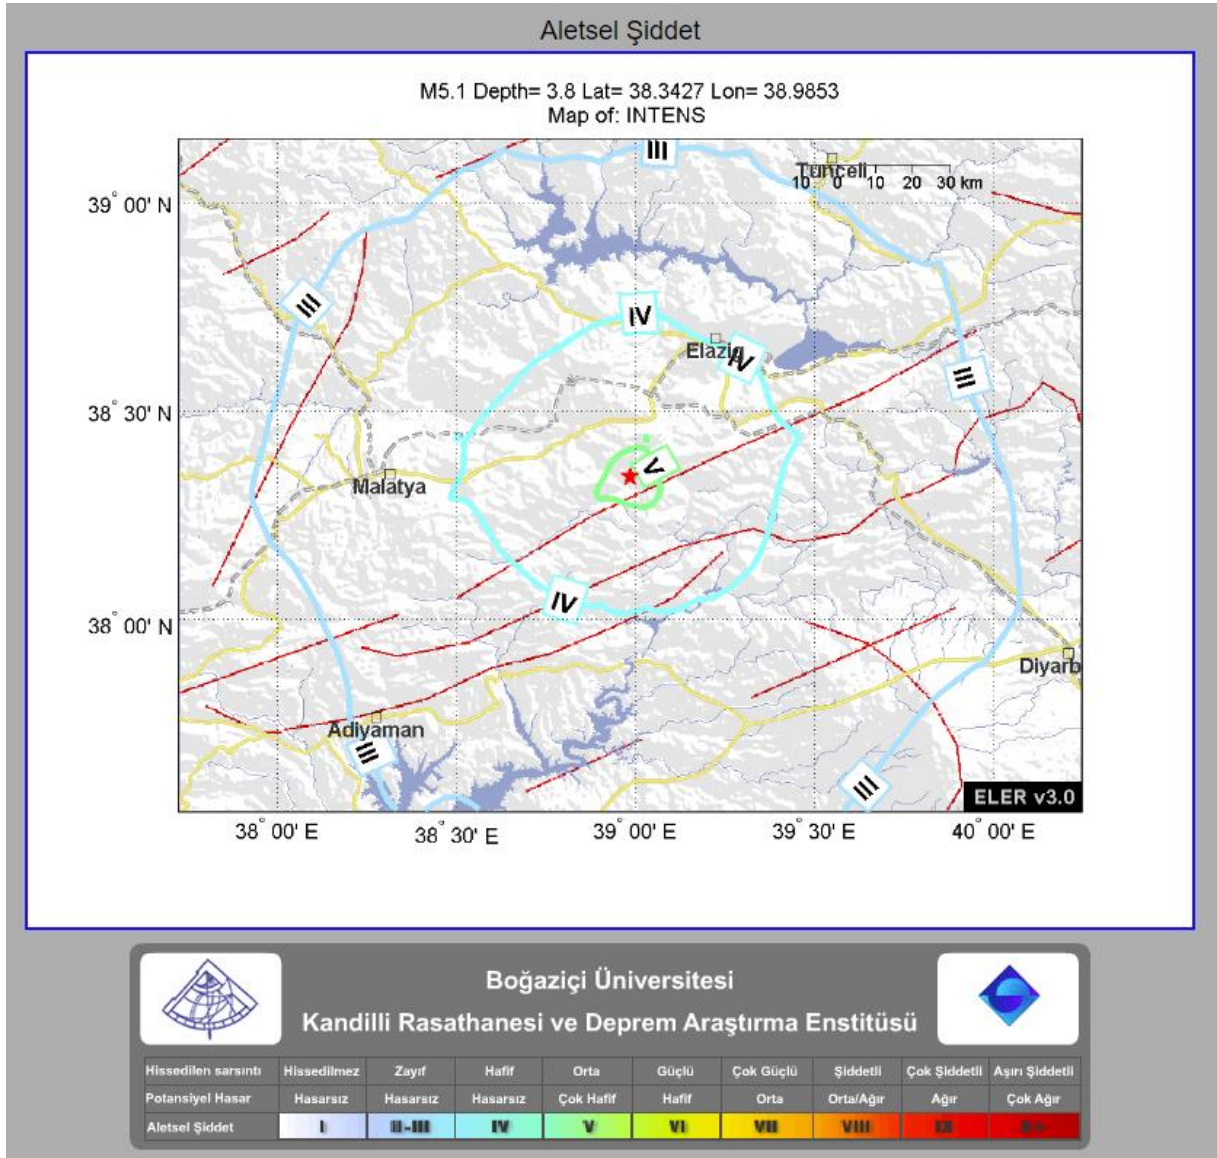 Aletsel Şiddet
M5.1 Depth= 3.8 Lat= 38.3427 Lon= 38.9853
Map of: INTENS
III
Tunceli
10 0 10 20 30 km
39° 00' N
III
IV
Elazig
IV
III
38° 30' N
V
Malatya
IV
38° 00' N
Diyarb
Adiyaman
III
III
ELER v3.0
38° 00' E
38° 30' E
39° 00' E
39° 30' E
40° 00' E
Boğaziçi Üniversitesi
Kandilli Rasathanesi ve Deprem Araştırma Enstitüsü
Hissedilen sarsıntı Hissedilmez Zayıf Hafif Orta Güçlü Çok Güçlü Şiddetli Çok Şiddetli Aşırı Şiddetli
Potansiyel Hasar Hasarsız Hasarsız Hasarsız Çok Hafif Hafif Orta Orta/Ağır Ağır Çok Ağır
Aletsel Şiddet I II-III IV V VI VII VIII IX